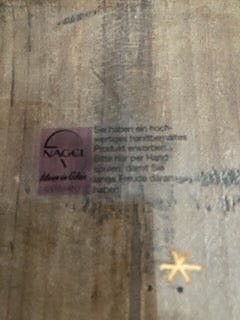 NAGEL
Sie haben ein hoch-
wertiges handbemaltes
Produkt erworben.
Bitte nur per Hand
spülen, damit Sie
lange Freude daran
haben